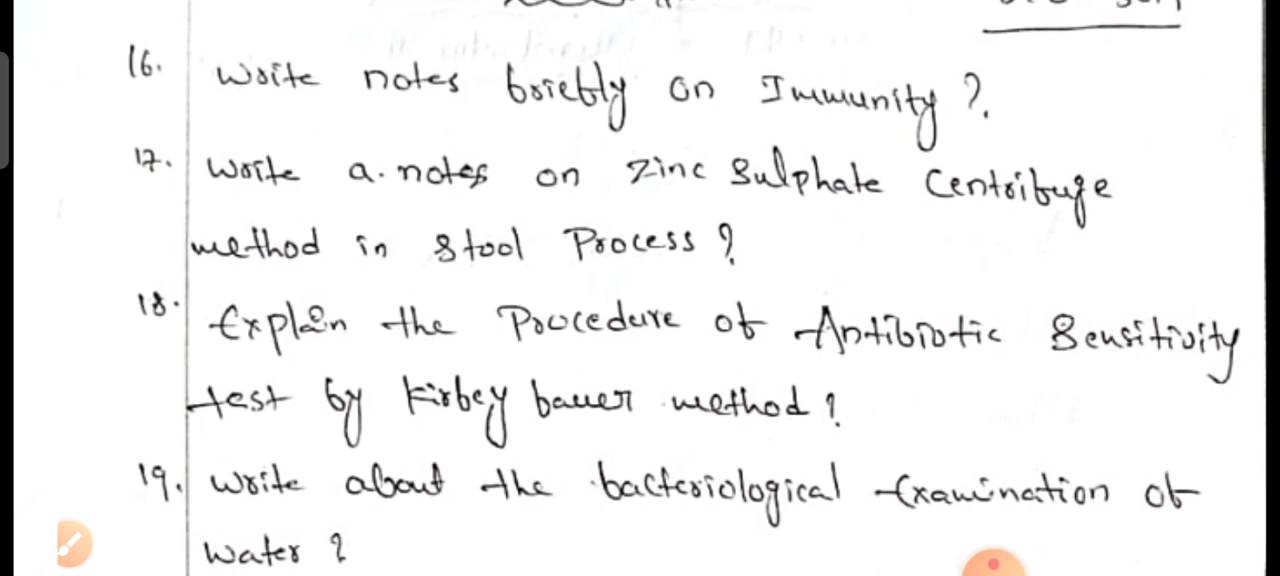 16. Write notes briefly on Immunity ?.
17. Write a. notes on Zinc Sulphate Centrifuge
method in stool Process ?
18. Explain the Procedure of Antibiotic Sensitivity
test by Kirbey bauer method ?
19. Write about the bacteriological Examination of
Water ?